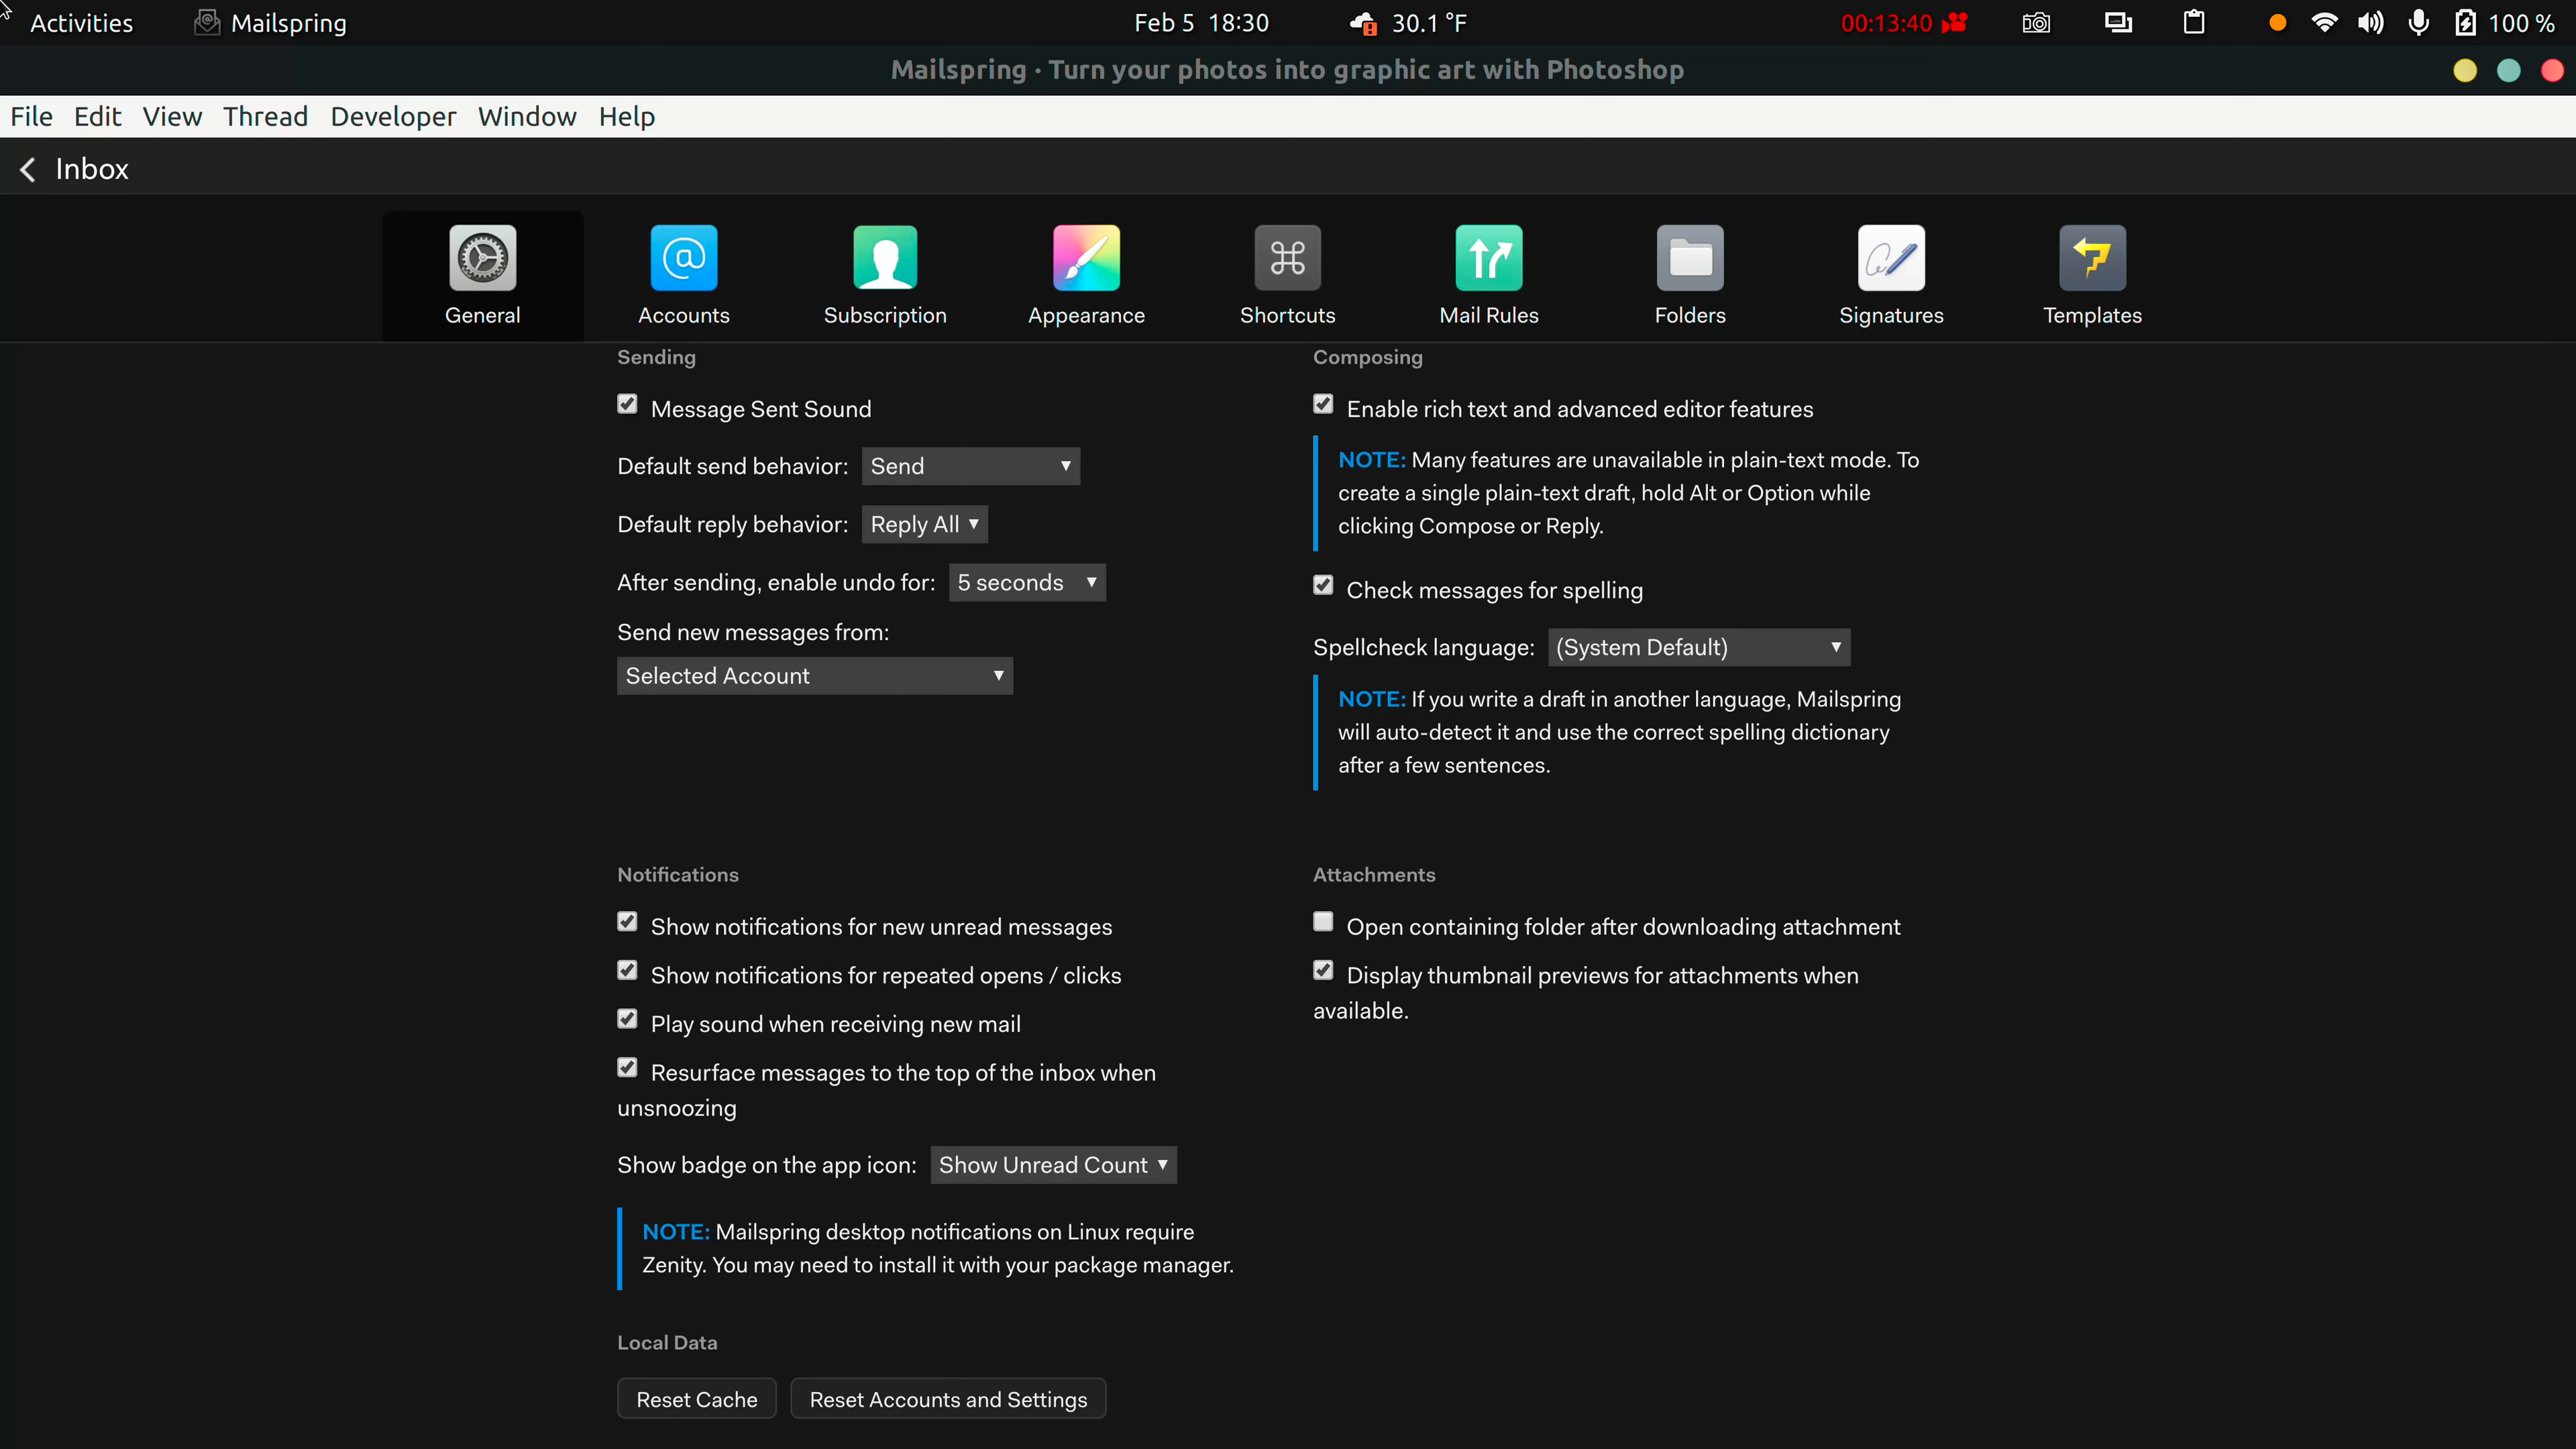 Activities Mailspring Feb 5 18:30 30.1 °F 00:13:40 100 %
Mailspring · Turn your photos into graphic art with Photoshop
File Edit View Thread Developer Window Help
Inbox
General Accounts Subscription Appearance Shortcuts Mail Rules Folders Signatures Templates
Sending
Message Sent Sound
Default send behavior: Send
Default reply behavior: Reply All
After sending, enable undo for: 5 seconds
Send new messages from:
Selected Account
Composing
Enable rich text and advanced editor features
NOTE: Many features are unavailable in plain-text mode. To
create a single plain-text draft, hold Alt or Option while
clicking Compose or Reply.
Check messages for spelling
Spellcheck language: (System Default)
NOTE: If you write a draft in another language, Mailspring
will auto-detect it and use the correct spelling dictionary
after a few sentences.
Notifications
Show notifications for new unread messages
Show notifications for repeated opens / clicks
Play sound when receiving new mail
Resurface messages to the top of the inbox when
unsnoozing
Show badge on the app icon: Show Unread Count
NOTE: Mailspring desktop notifications on Linux require
Zenity. You may need to install it with your package manager.
Attachments
Open containing folder after downloading attachment
Display thumbnail previews for attachments when
available.
Local Data
Reset Cache Reset Accounts and Settings